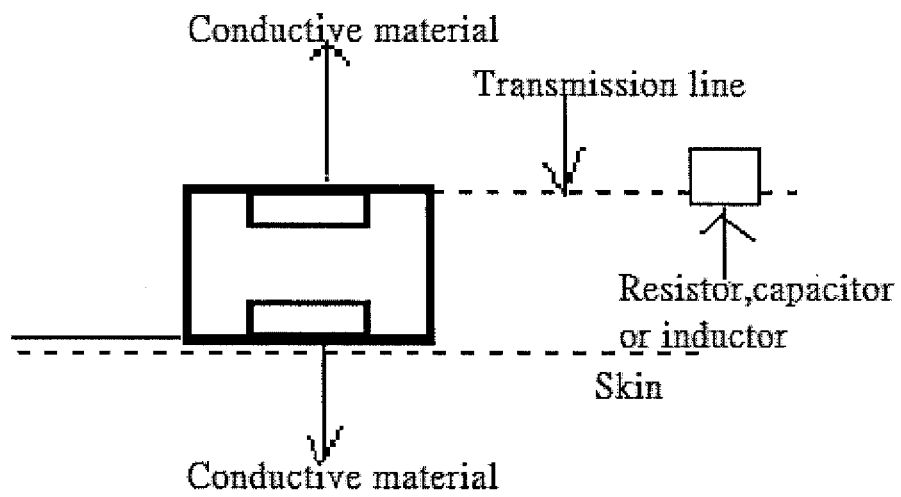 Conductive material
Transmission line
Resistor,capacitor
or inductor
Skin
Conductive material